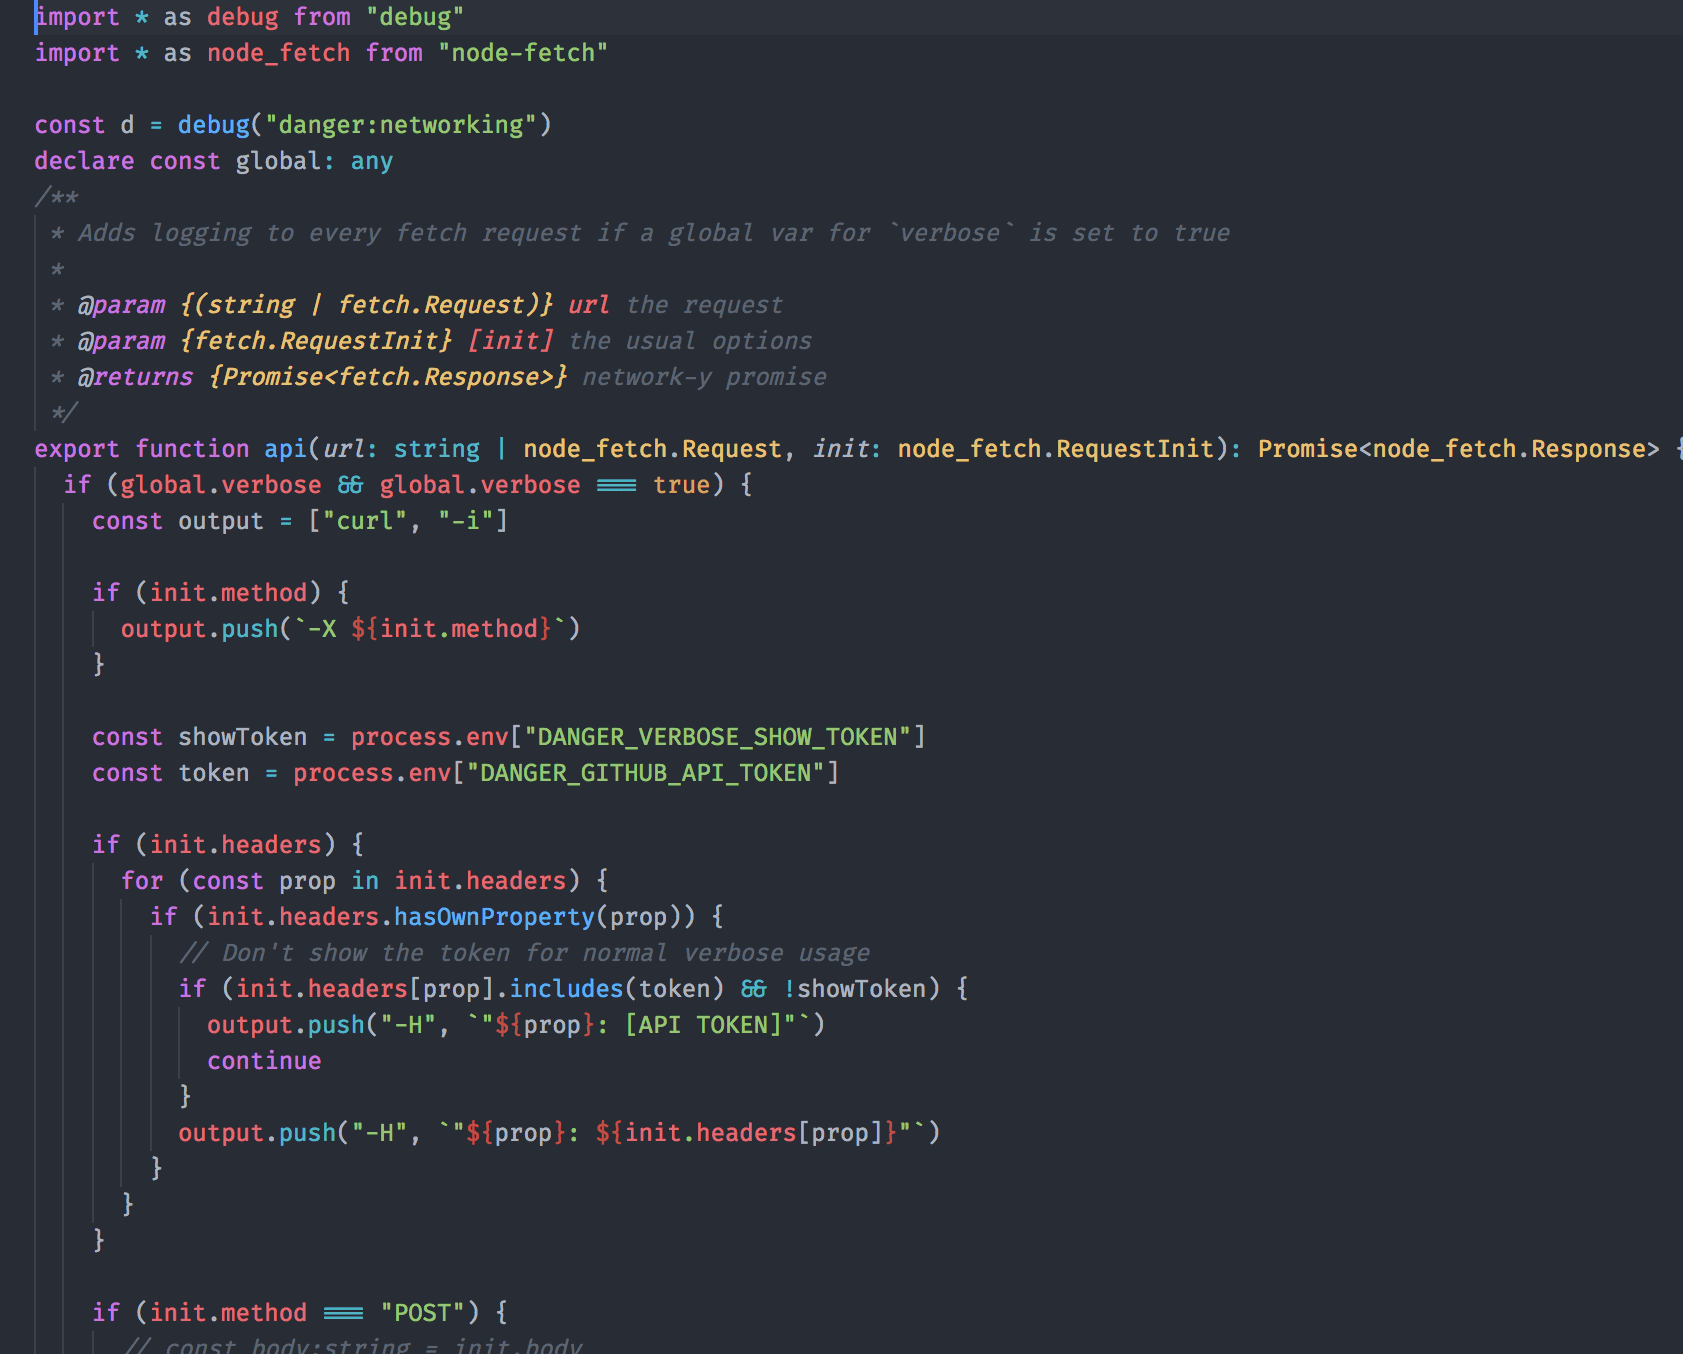 import * as debug from "debug"
import * as node_fetch from "node-fetch"

const d = debug("danger:networking")
declare const global: any
/**
 * Adds logging to every fetch request if a global var for `verbose` is set to true
 *
 * @param {(string | fetch.Request)} url the request
 * @param {fetch.RequestInit} [init] the usual options
 * @returns {Promise<fetch.Response>} network-y promise
 */
export function api(url: string | node_fetch.Request, init: node_fetch.RequestInit): Promise<node_fetch.Response> {
  if (global.verbose && global.verbose === true) {
    const output = ["curl", "-i"]

    if (init.method) {
      output.push(`-X ${init.method}`)
    }

    const showToken = process.env["DANGER_VERBOSE_SHOW_TOKEN"]
    const token = process.env["DANGER_GITHUB_API_TOKEN"]

    if (init.headers) {
      for (const prop in init.headers) {
        if (init.headers.hasOwnProperty(prop)) {
          // Don't show the token for normal verbose usage
          if (init.headers[prop].includes(token) && !showToken) {
            output.push("-H", `"${prop}: [API TOKEN]"`)
            continue
          }
          output.push("-H", `"${prop}: ${init.headers[prop]}"`)
        }
      }
    }

    if (init.method === "POST") {
      // const body:string = init.body